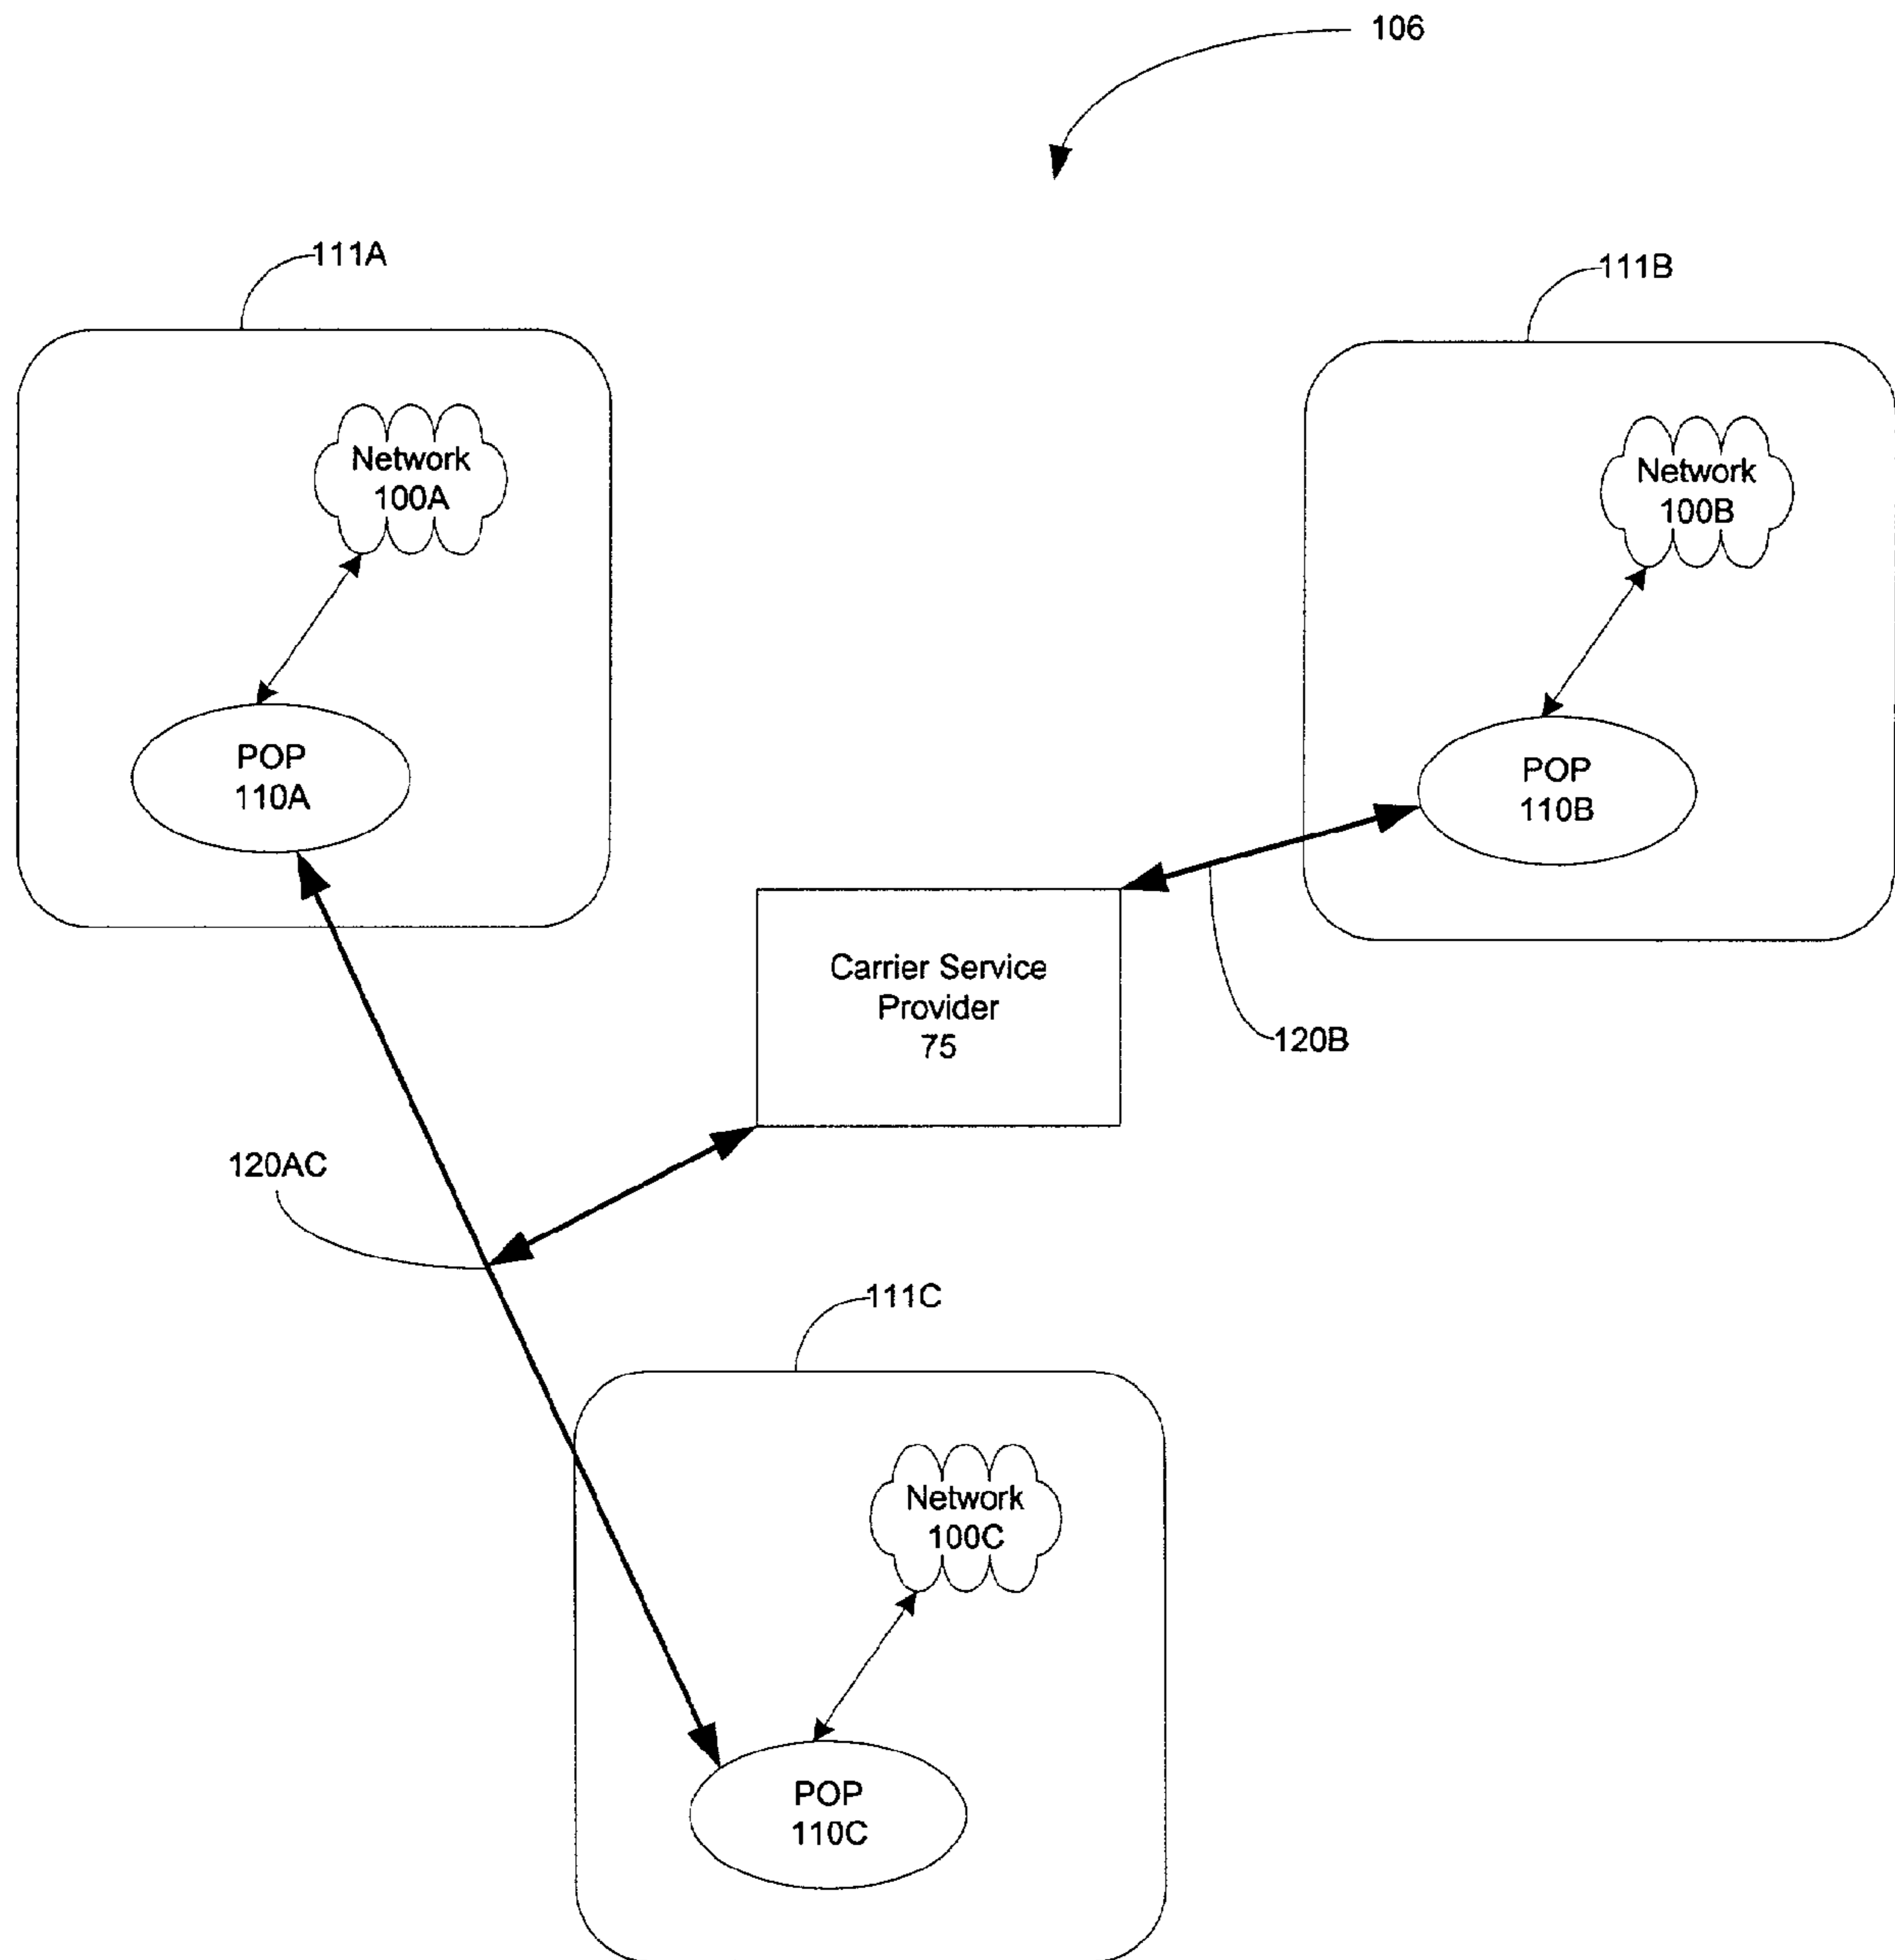 106
111A
111B
Network
100A
Network
100B
POP
110A
POP
110B
Carrier Service
Provider
75
120B
120AC
111C
Network
100C
POP
110C